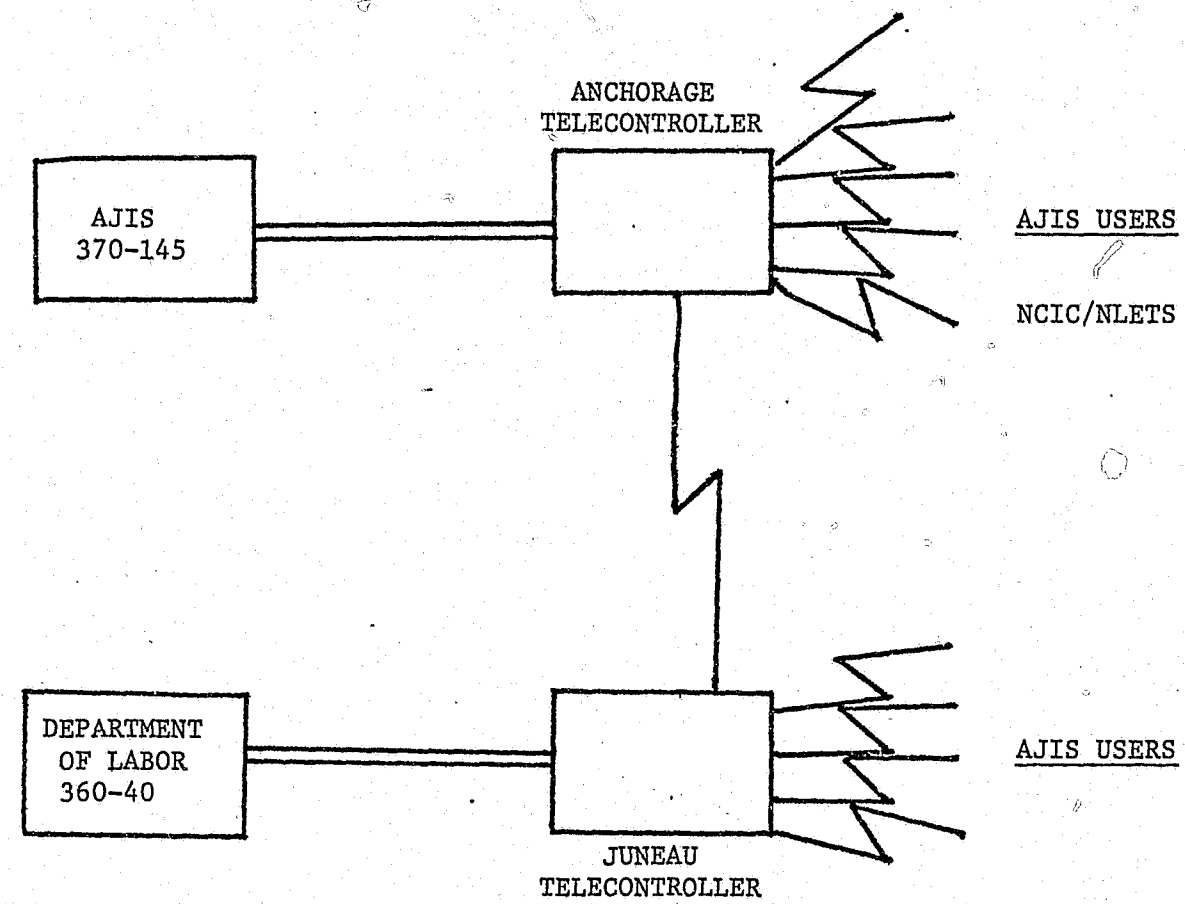 ANCHORAGE
TELECONTROLLER
AJIS
370-145
AJIS USERS
NCIC/NLETS
DEPARTMENT
OF LABOR
360-40
AJIS USERS
JUNEAU
TELECONTROLLER